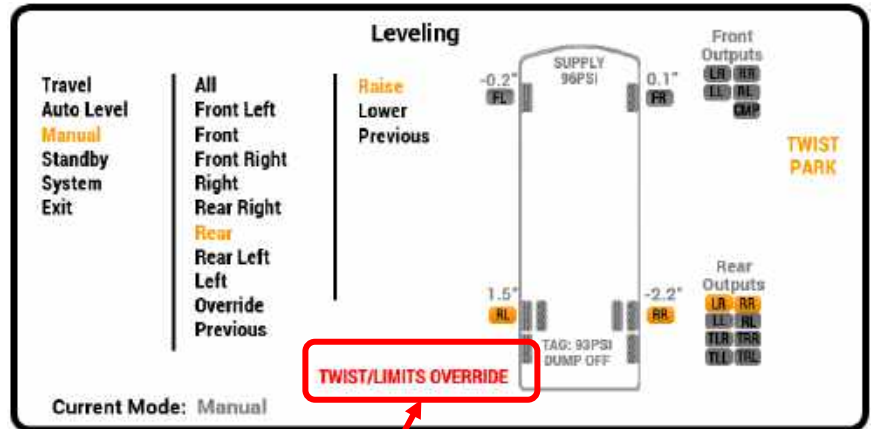 Leveling
Travel
Auto Level
Manual
Standby
System
Exit
All
Front Left
Front
Front Right
Right
Rear Right
Rear
Rear Left
Left
Override
Previous
Raise
Lower
Previous
-0.2"
FL
SUPPLY
96PSI
0.1"
FR
Front
Outputs
LR RR
LL RL
CMP
TWIST
PARK
1.5"
RL
-2.2"
RR
TAG: 93PSI
DUMP OFF
Rear
Outputs
LR RR
LL RL
TLR TRR
TLL TRL
TWIST/LIMITS OVERRIDE
Current Mode: Manual